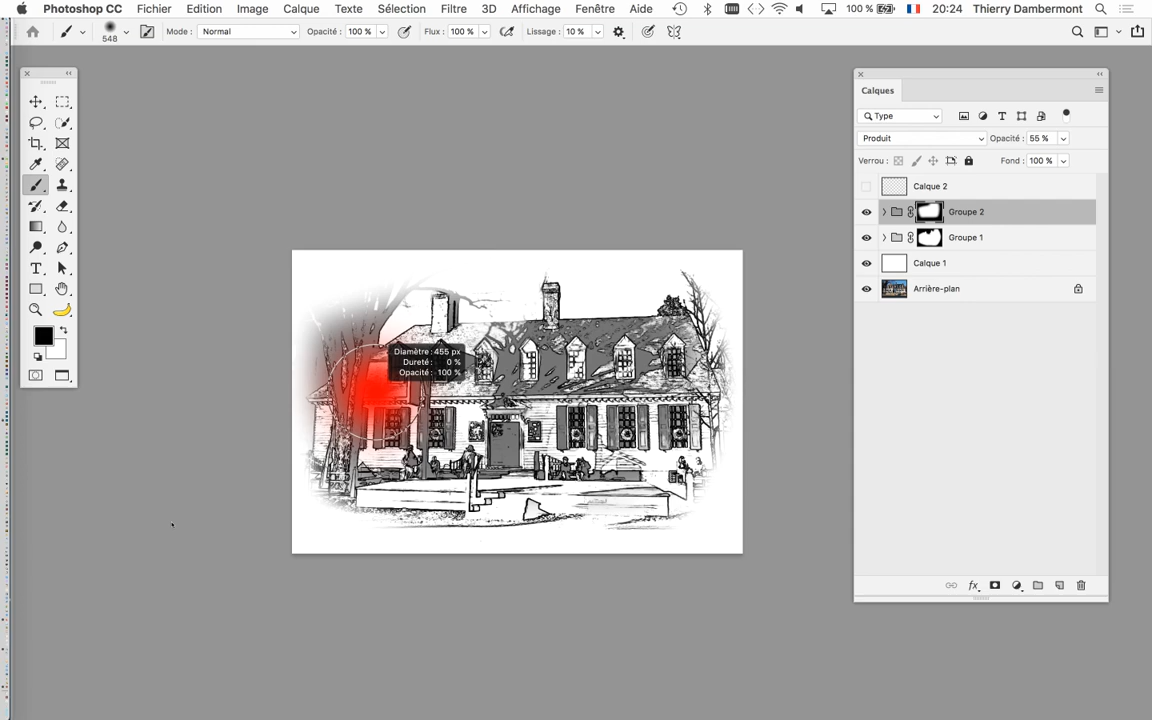 Photoshop CC Fichier Edition Image Calque Texte Sélection Filtre 3D Affichage Fenêtre Aide 100 % 20:24 Thierry Dambermont
548 Mode : Normal Opacité : 100 % Flux : 100 % Lissage : 10 %
Calques
Type
Produit Opacité : 55 %
Verrou : Fond : 100 %
Calque 2
Groupe 2
Groupe 1
Calque 1
Arrière-plan
Diamètre : 455 px
Dureté : 0 %
Opacité : 100 %
fx